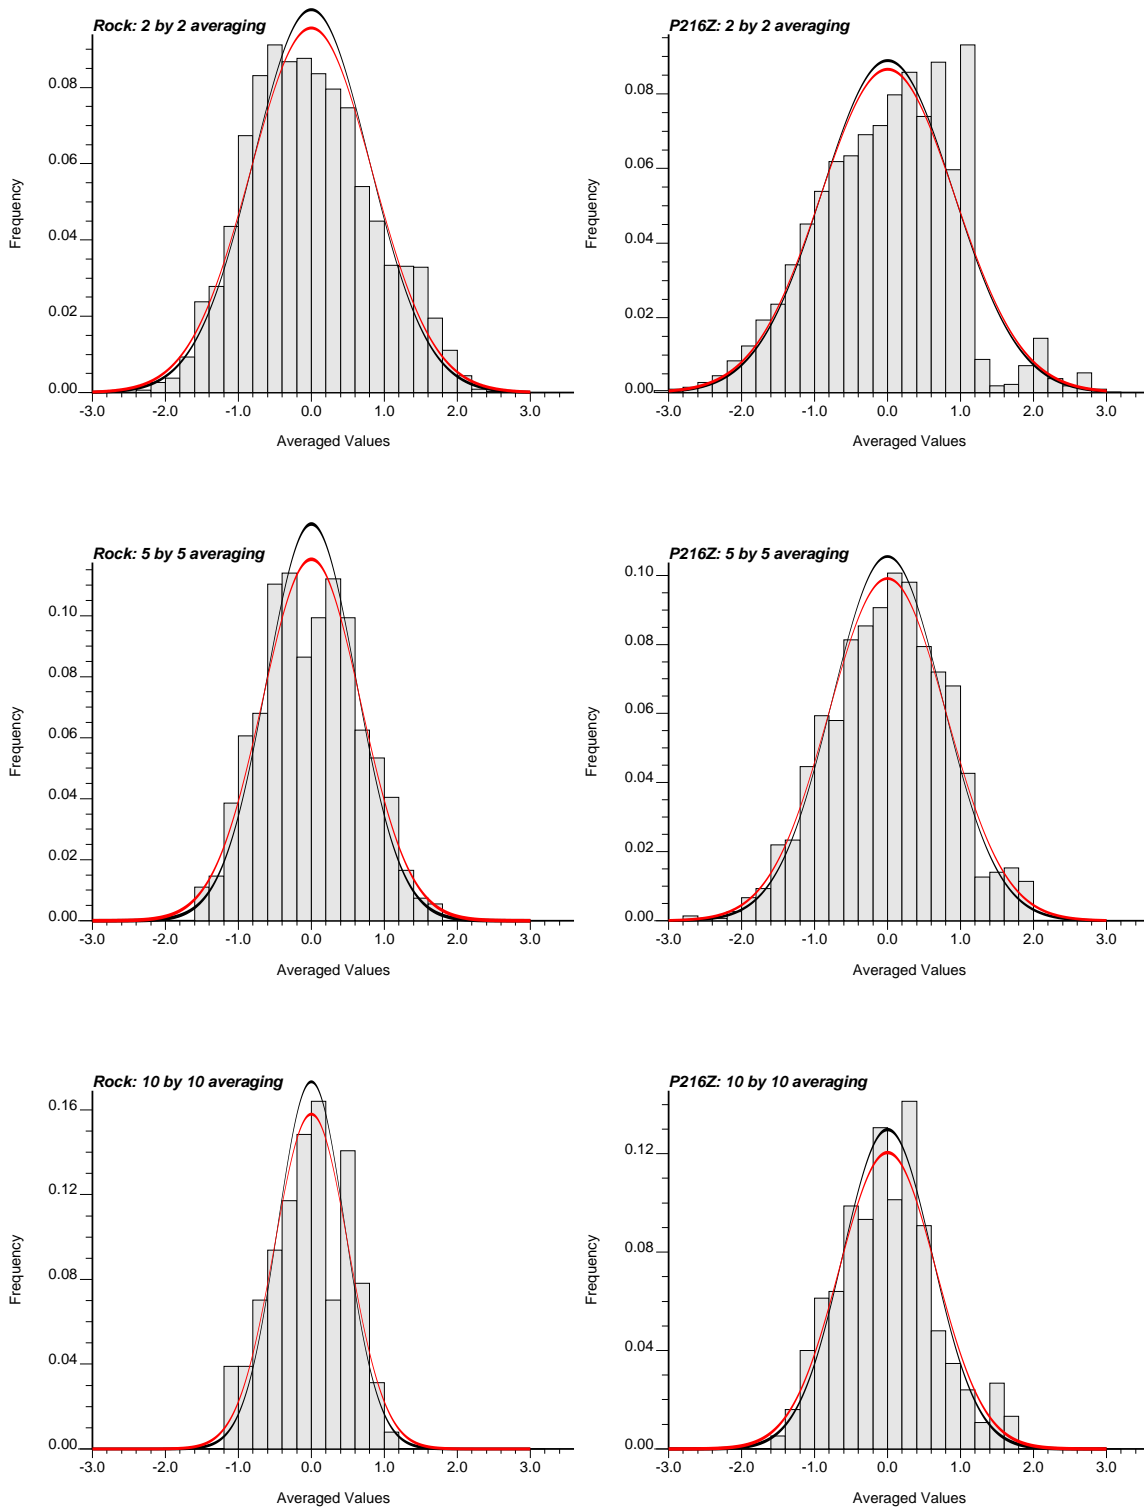 Rock: 2 by 2 averaging
Frequency
0.08
0.06
0.04
0.02
0.00
-3.0 -2.0 -1.0 0.0 1.0 2.0 3.0
Averaged Values
P216Z: 2 by 2 averaging
Frequency
0.08
0.06
0.04
0.02
0.00
-3.0 -2.0 -1.0 0.0 1.0 2.0 3.0
Averaged Values
Rock: 5 by 5 averaging
Frequency
0.10
0.08
0.06
0.04
0.02
0.00
-3.0 -2.0 -1.0 0.0 1.0 2.0 3.0
Averaged Values
P216Z: 5 by 5 averaging
Frequency
0.10
0.08
0.06
0.04
0.02
0.00
-3.0 -2.0 -1.0 0.0 1.0 2.0 3.0
Averaged Values
Rock: 10 by 10 averaging
Frequency
0.16
0.12
0.08
0.04
0.00
-3.0 -2.0 -1.0 0.0 1.0 2.0 3.0
Averaged Values
P216Z: 10 by 10 averaging
Frequency
0.12
0.08
0.04
0.00
-3.0 -2.0 -1.0 0.0 1.0 2.0 3.0
Averaged Values